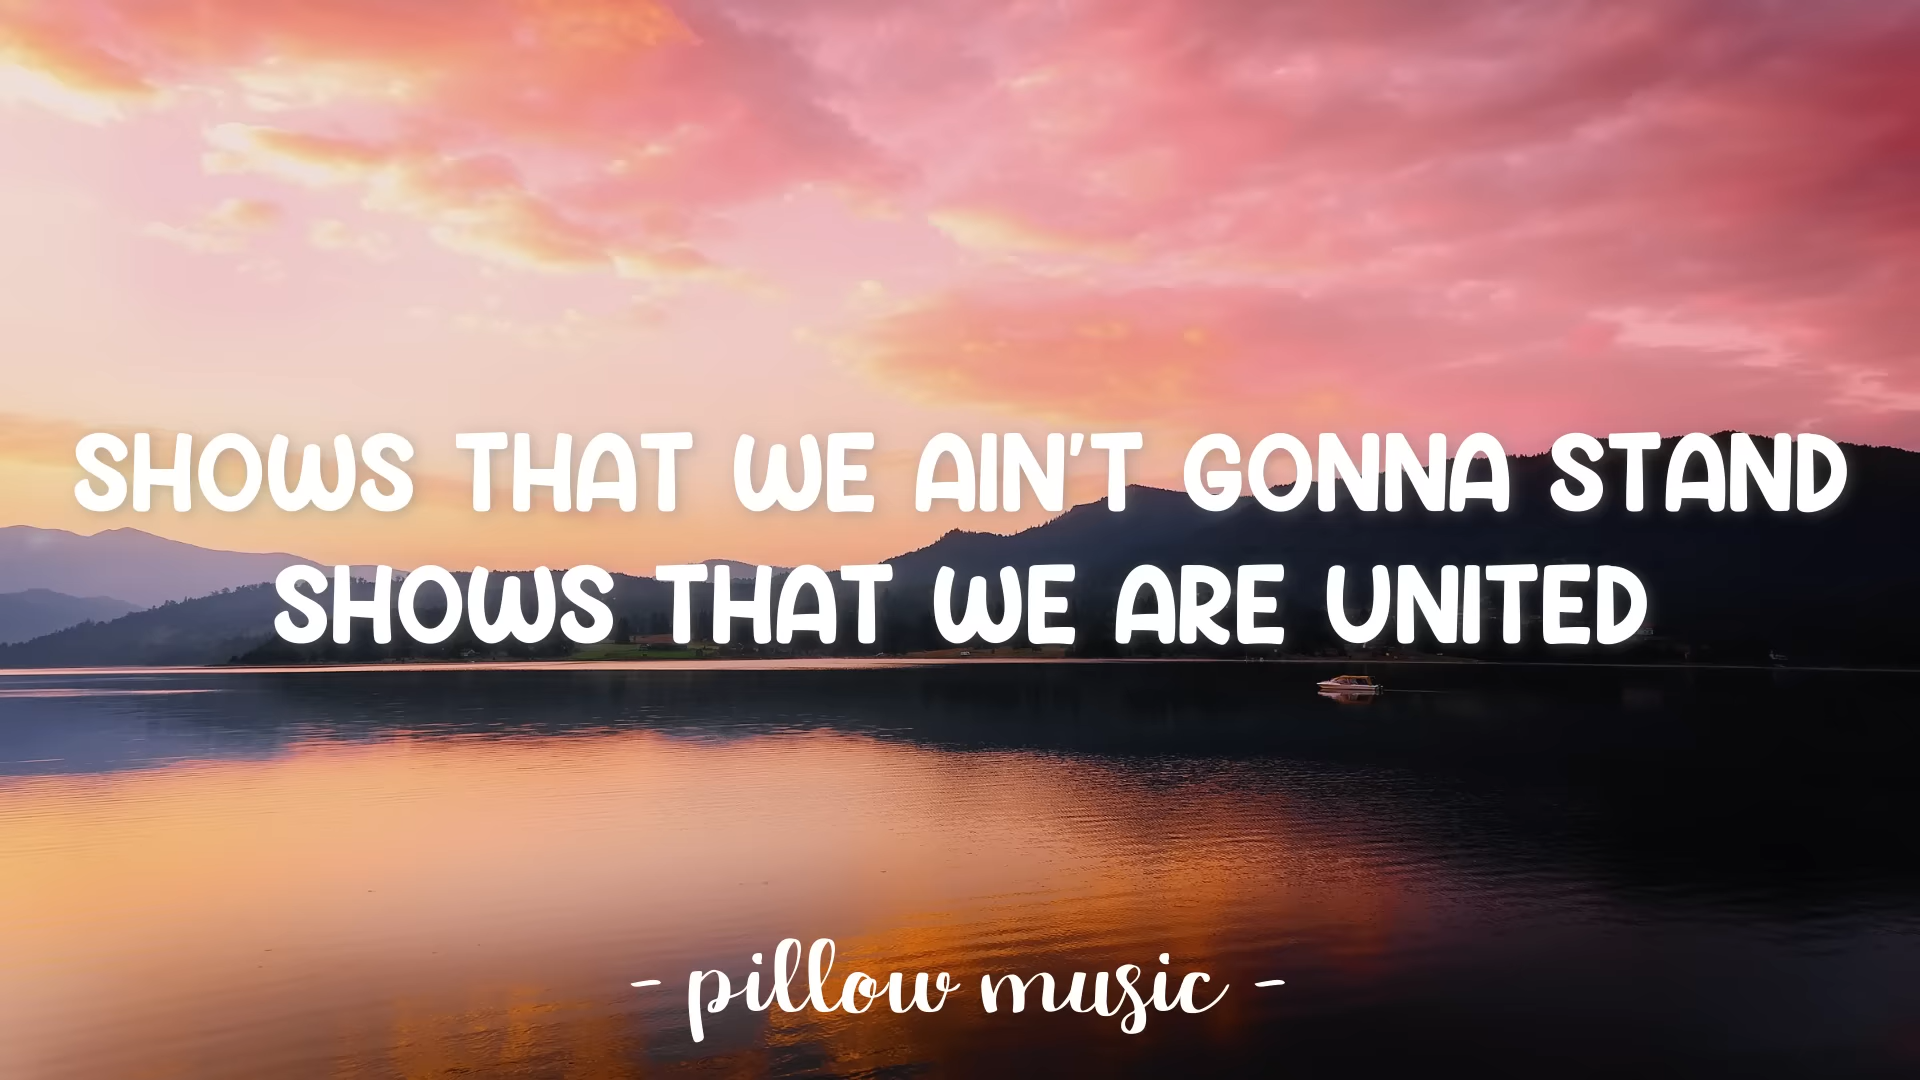 SHOWS THAT WE AIN'T GONNA STAND
SHOWS THAT WE ARE UNITED
- pillow music -